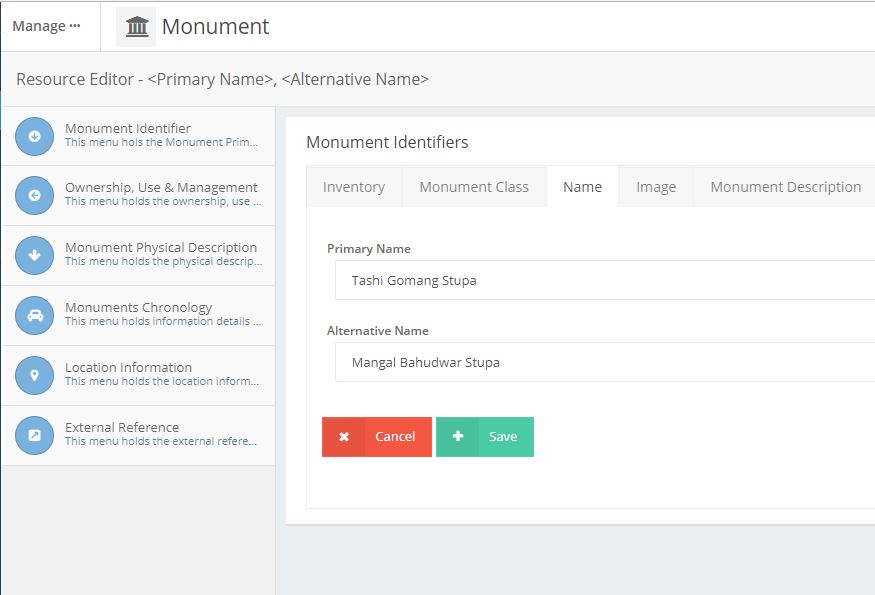 Manage ···
Monument
Resource Editor - <Primary Name>, <Alternative Name>
Monument Identifier
This menu hols the Monument Prim...
Ownership, Use & Management
This menu holds the ownership, use ...
Monument Physical Description
This menu holds the physical descrip...
Monuments Chronology
This menu holds information details ...
Location Information
This menu holds the location inform...
External Reference
This menu holds the external refere...
Monument Identifiers
Inventory Monument Class Name Image Monument Description
Primary Name
Tashi Gomang Stupa
Alternative Name
Mangal Bahudwar Stupa
Cancel Save